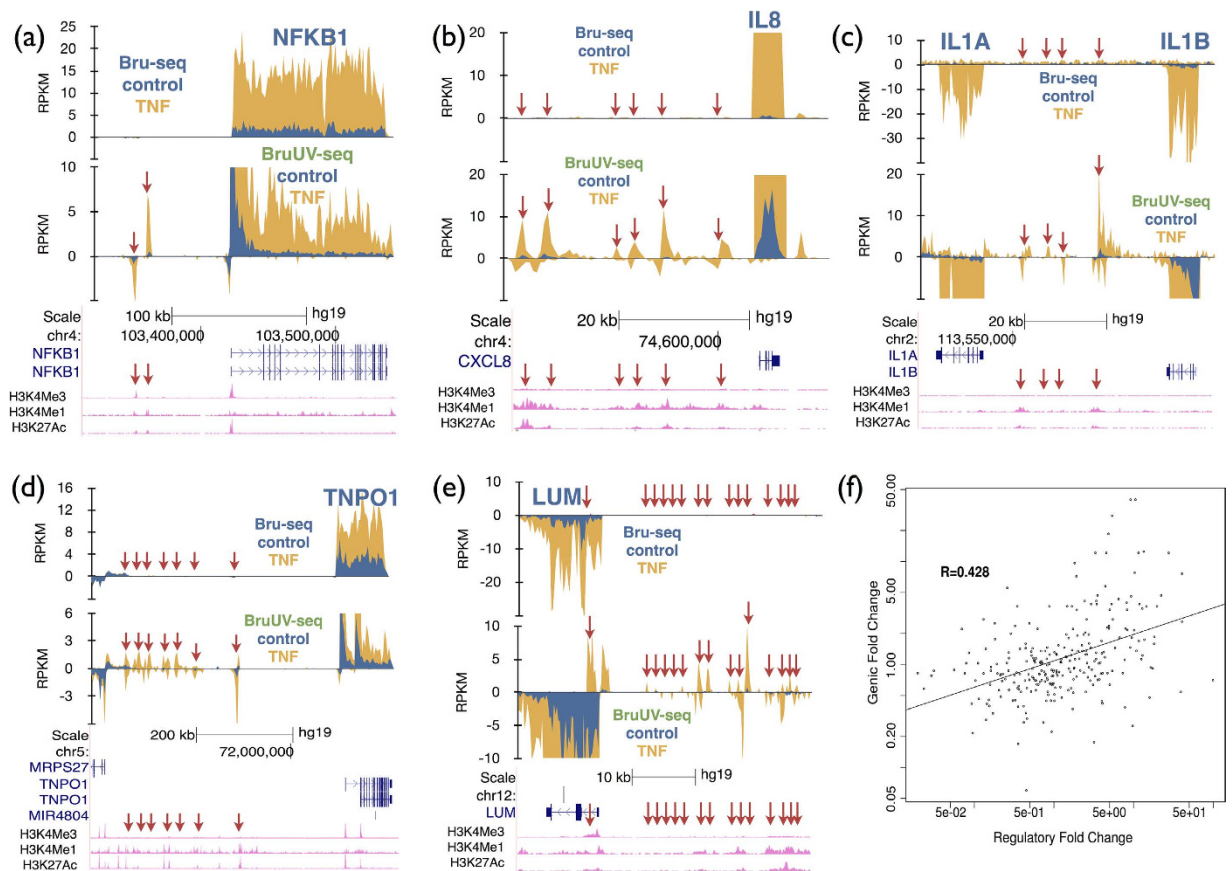 (a)
NFKB1
25
20
15
10
5
0
RPKM
Bru-seq
control
TNF
BruUV-seq
control
TNF
10
5
0
RPKM
Scale
100 kb
hg19
chr4:
103,400,000
103,500,000
NFKB1
NFKB1
H3K4Me3
H3K4Me1
H3K27Ac
(b)
IL8
20
10
0
RPKM
Bru-seq
control
TNF
20
10
0
RPKM
BruUV-seq
control
TNF
Scale
20 kb
hg19
chr4:
74,600,000
CXCL8
H3K4Me3
H3K4Me1
H3K27Ac
(c)
IL1A
IL1B
10
0
-10
-20
-30
RPKM
Bru-seq
control
TNF
20
10
0
RPKM
BruUV-seq
control
TNF
Scale
20 kb
hg19
chr2:
113,550,000
IL1A
IL1B
H3K4Me3
H3K4Me1
H3K27Ac
(d)
TNPO1
16
12
8
4
0
RPKM
Bru-seq
control
TNF
6
3
0
-3
RPKM
BruUV-seq
control
TNF
Scale
200 kb
hg19
chr5:
72,000,000
MRPS27
TNPO1
TNPO1
MIR4804
H3K4Me3
H3K4Me1
H3K27Ac
(e)
LUM
0
-10
-20
RPKM
Bru-seq
control
TNF
10
5
0
-5
-10
RPKM
BruUV-seq
control
TNF
Scale
10 kb
hg19
chr12:
LUM
H3K4Me3
H3K4Me1
H3K27Ac
(f)
R=0.428
Genic Fold Change
50.00
5.00
1.00
0.20
0.05
5e-02
5e-01
5e+00
5e+01
Regulatory Fold Change